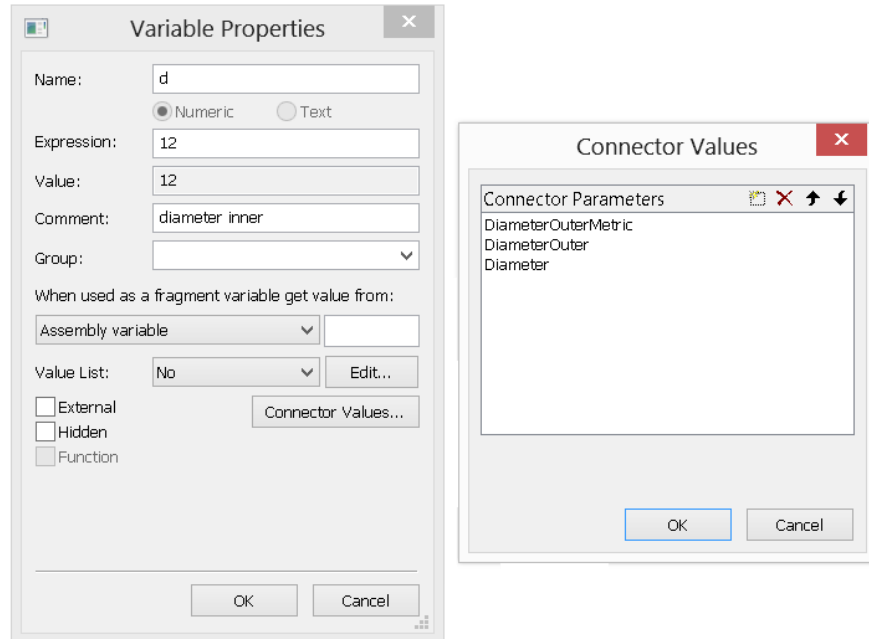 Variable Properties
Name: d
Numeric Text
Expression: 12
Value: 12
Comment: diameter inner
Group:
When used as a fragment variable get value from:
Assembly variable
Value List: No Edit...
External Connector Values...
Hidden
Function
OK Cancel
Connector Values
Connector Parameters
DiameterOuterMetric
DiameterOuter
Diameter
OK Cancel